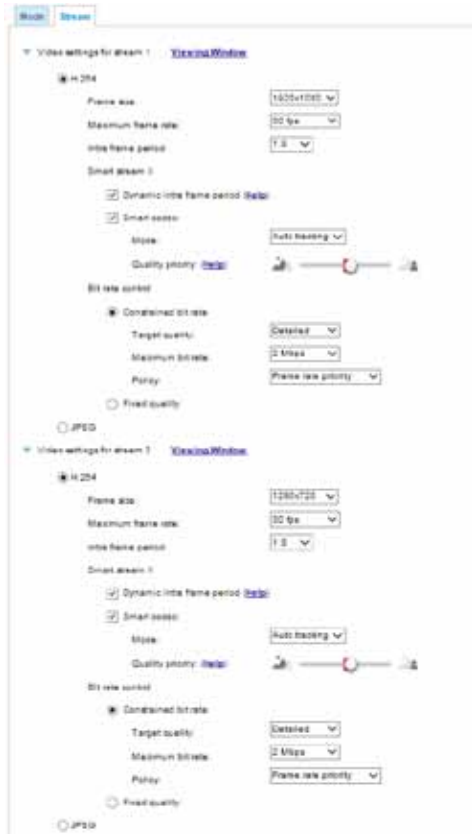 Mode Stream
Video settings for stream 1 Viewing Window
H.264
Frame size: 1920x1080
Maximum frame rate: 30 fps
Intra frame period: 1 S
Smart stream II
Dynamic intra frame period (Help)
Smart codec
Mode: Auto tracking
Quality priority: (Help)
Bit rate control
Constrained bit rate:
Target quality: Detailed
Maximum bit rate: 2 Mbps
Policy: Frame rate priority
Fixed quality
JPEG
Video settings for stream Viewing Window
H.264
Frame size: 1280x720
Maximum frame rate: 30 fps
Intra frame period: 1 S
Smart stream II
Dynamic intra frame period (Help)
Smart codec
Mode: Auto tracking
Quality priority: (Help)
Bit rate control
Constrained bit rate:
Target quality: Detailed
Maximum bit rate: 2 Mbps
Policy: Frame rate priority
Fixed quality
JPEG